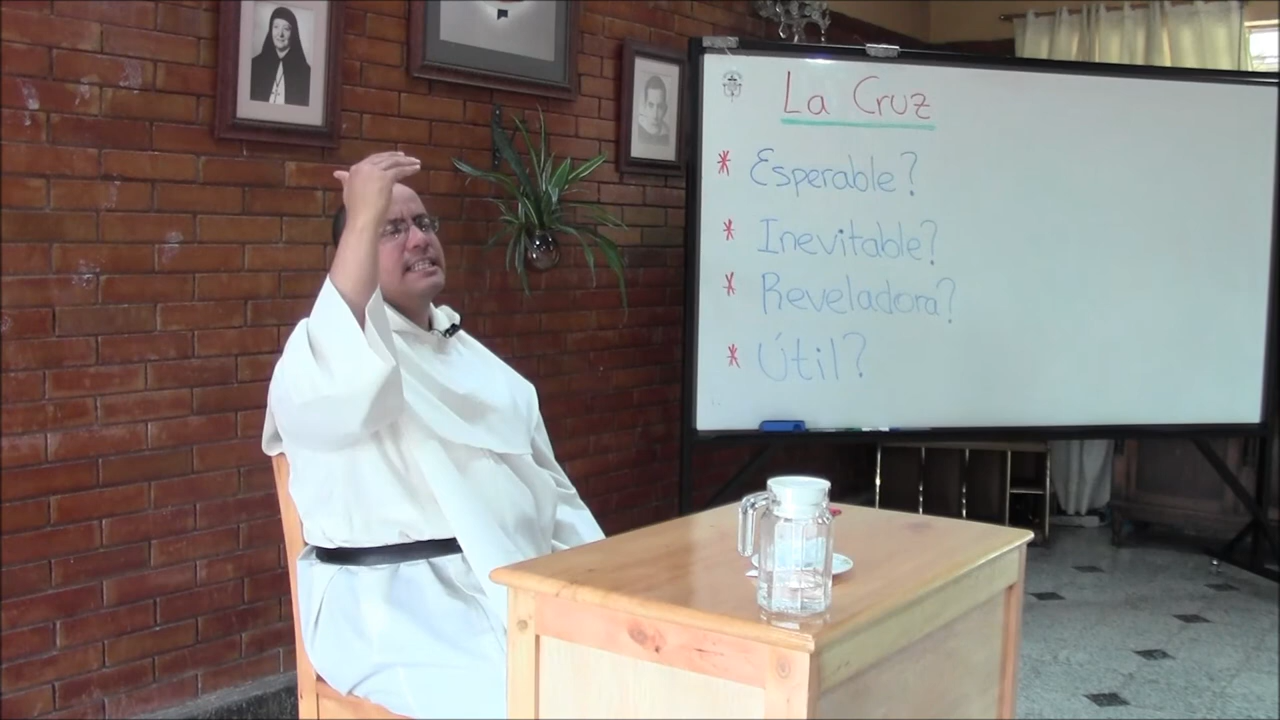 La Cruz
* Esperable?
* Inevitable?
* Reveladora?
* Útil?